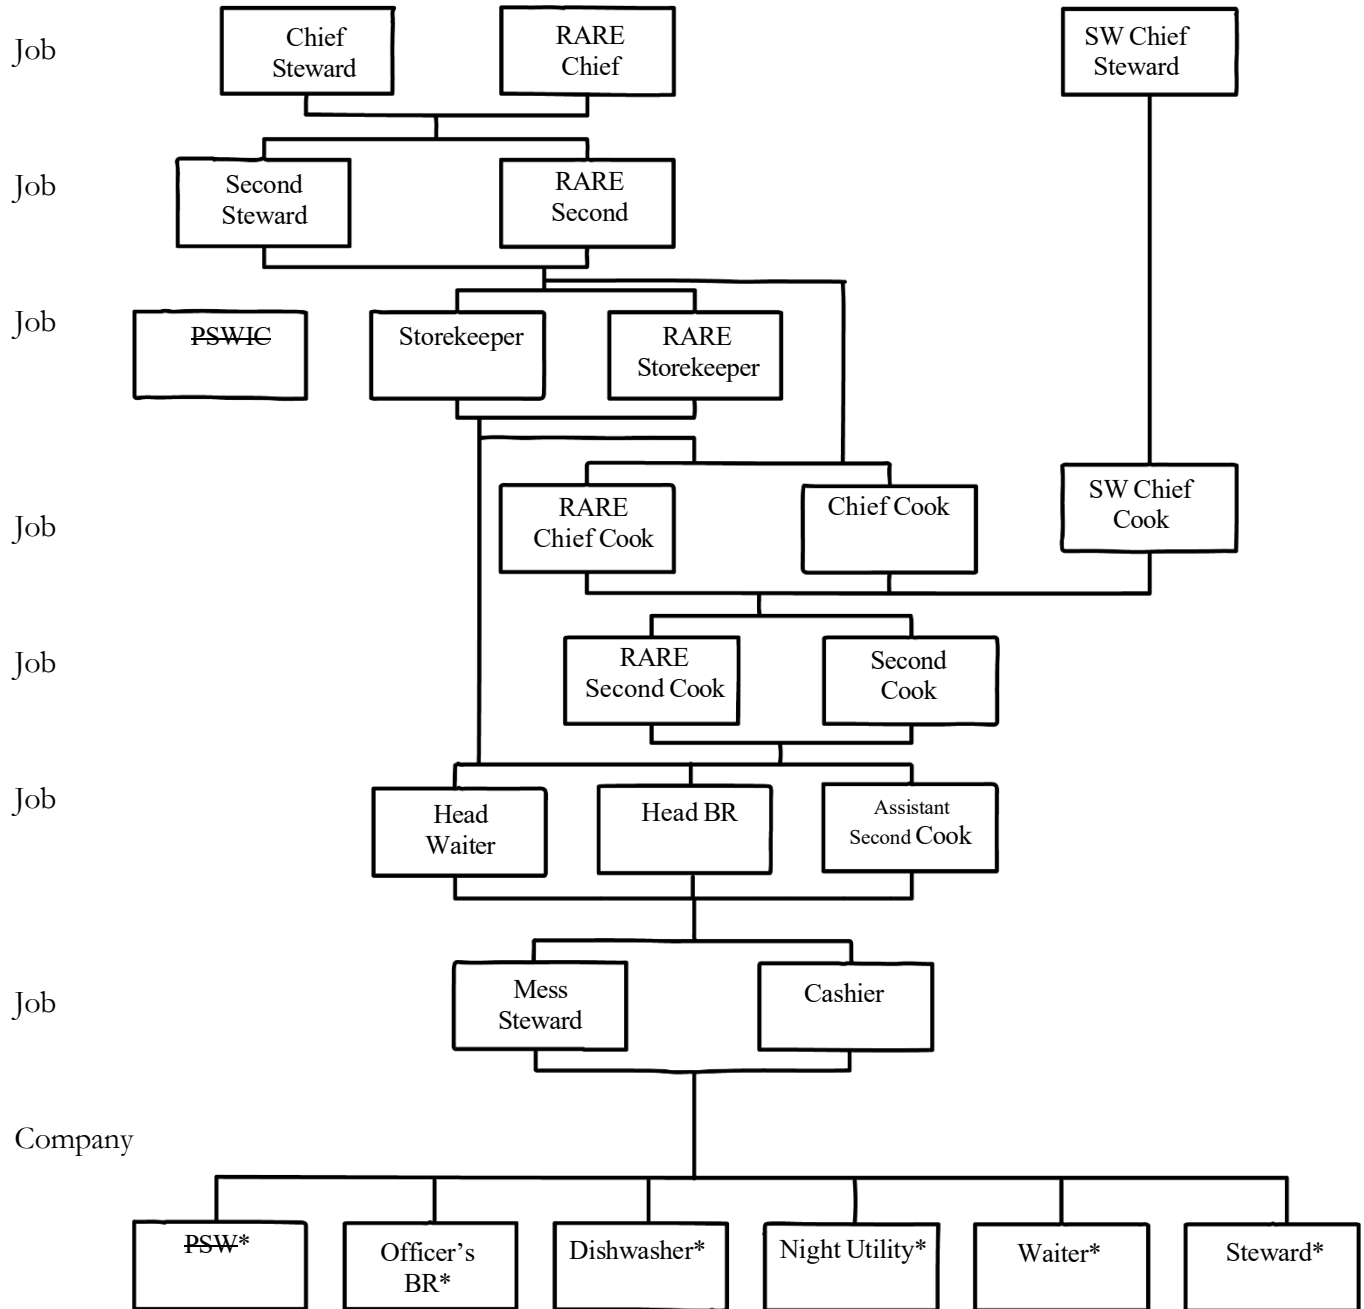 Job
Chief
Steward
RARE
Chief
SW Chief
Steward
Job
Second
Steward
RARE
Second
Job
PSWIC
Storekeeper
RARE
Storekeeper
Job
RARE
Chief Cook
Chief Cook
SW Chief
Cook
Job
RARE
Second Cook
Second
Cook
Job
Head
Waiter
Head BR
Assistant
Second Cook
Job
Mess
Steward
Cashier
Company
PSW*
Officer’s
BR*
Dishwasher*
Night Utility*
Waiter*
Steward*